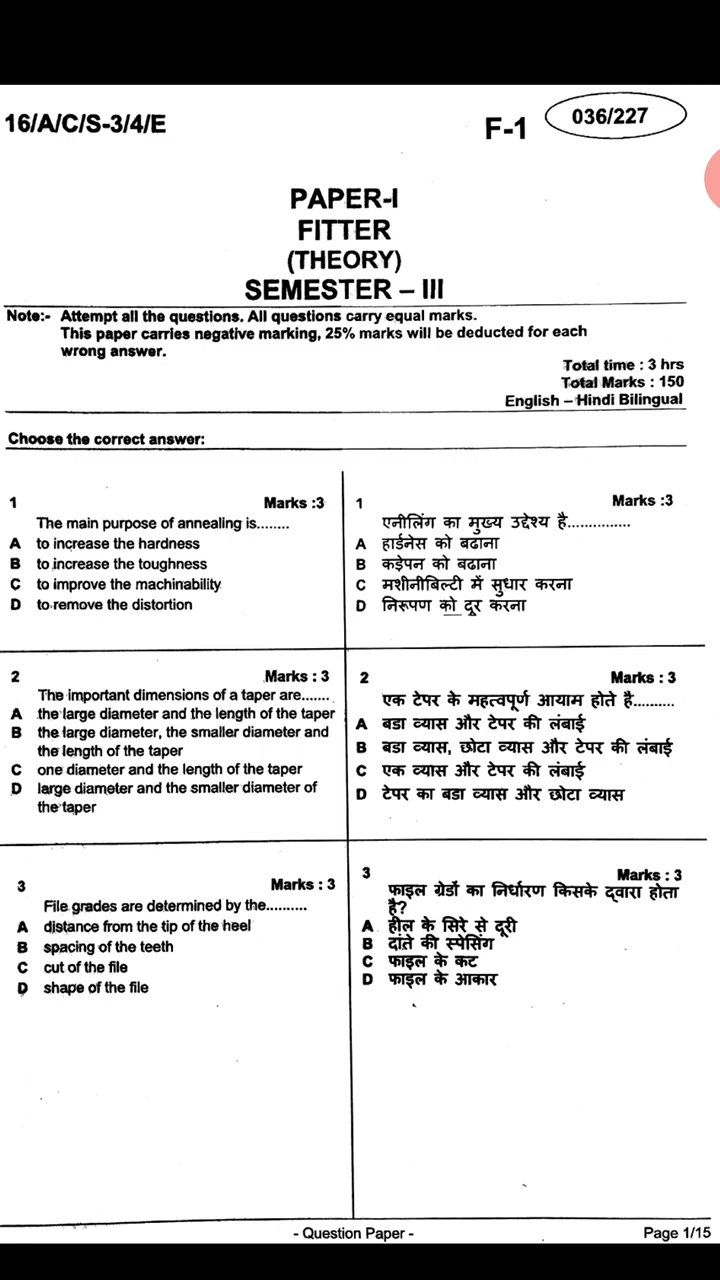 16/A/C/S-3/4/E
F-1
036/227
PAPER-I
FITTER
(THEORY)
SEMESTER – III
Note:- Attempt all the questions. All questions carry equal marks.
This paper carries negative marking, 25% marks will be deducted for each
wrong answer.
Total time : 3 hrs
Total Marks : 150
English – Hindi Bilingual
Choose the correct answer:
1 Marks :3
The main purpose of annealing is........
A to increase the hardness
B to increase the toughness
C to improve the machinability
D to remove the distortion
1 Marks :3
एनीलिंग का मुख्य उद्देश्य है...............
A हार्डनेस को बढाना
B कड़ेपन को बढाना
C मशीनीबिल्टी में सुधार करना
D निरूपण को दूर करना
2 Marks : 3
The important dimensions of a taper are.......
A the large diameter and the length of the taper
B the large diameter, the smaller diameter and
the length of the taper
C one diameter and the length of the taper
D large diameter and the smaller diameter of
the taper
2 Marks : 3
एक टेपर के महत्वपूर्ण आयाम होते है..........
A बडा व्यास और टेपर की लंबाई
B बडा व्यास, छोटा व्यास और टेपर की लंबाई
C एक व्यास और टेपर की लंबाई
D टेपर का बडा व्यास और छोटा व्यास
3 Marks : 3
File grades are determined by the..........
A distance from the tip of the heel
B spacing of the teeth
C cut of the file
D shape of the file
3 Marks : 3
फाइल ग्रेडों का निर्धारण किसके द्वारा होता
है?
A हील के सिरे से दूरी
B दांते की स्पेसिंग
C फाइल के कट
D फाइल के आकार
- Question Paper -
Page 1/15